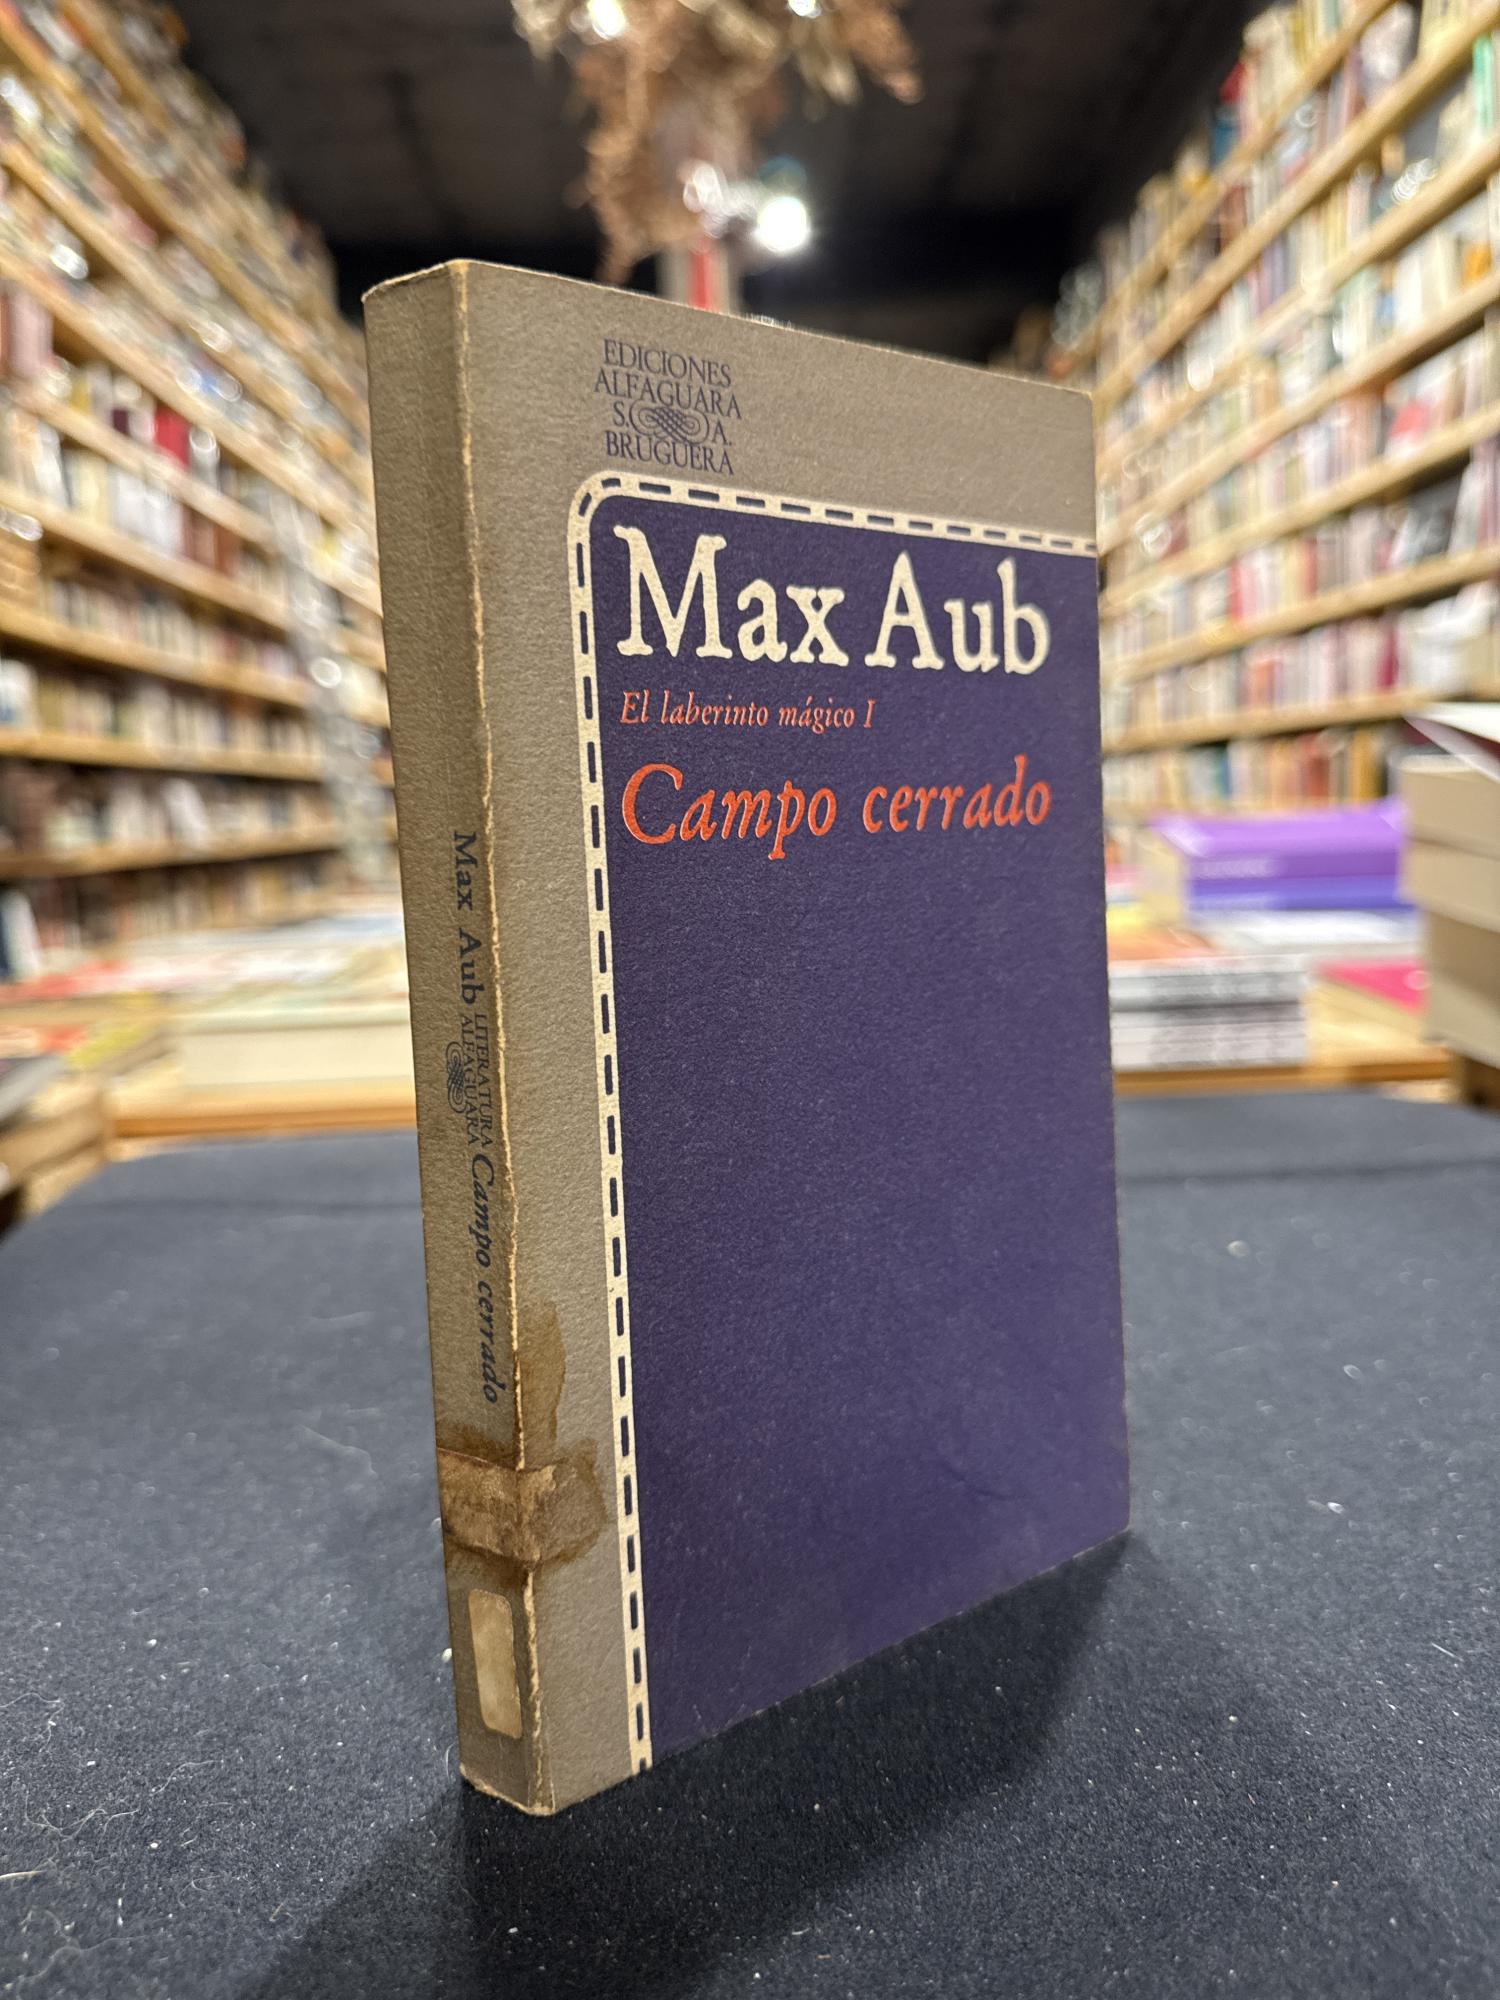 EDICIONES
ALFAGUARA
S. A.
BRUGUERA
Max Aub
El laberinto mágico I
Campo cerrado
Max Aub
LITERATURA
ALFAGUARA
Campo cerrado